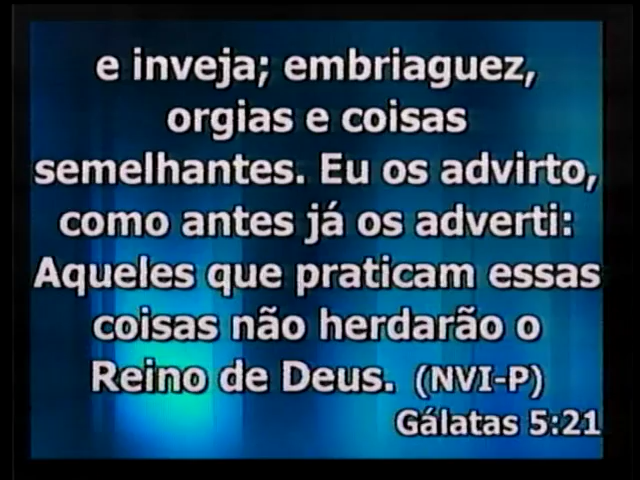 e inveja; embriaguez,
orgias e coisas
semelhantes. Eu os advirto,
como antes já os adverti:
Aqueles que praticam essas
coisas não herdarão o
Reino de Deus. (NVI-P)
Gálatas 5:21